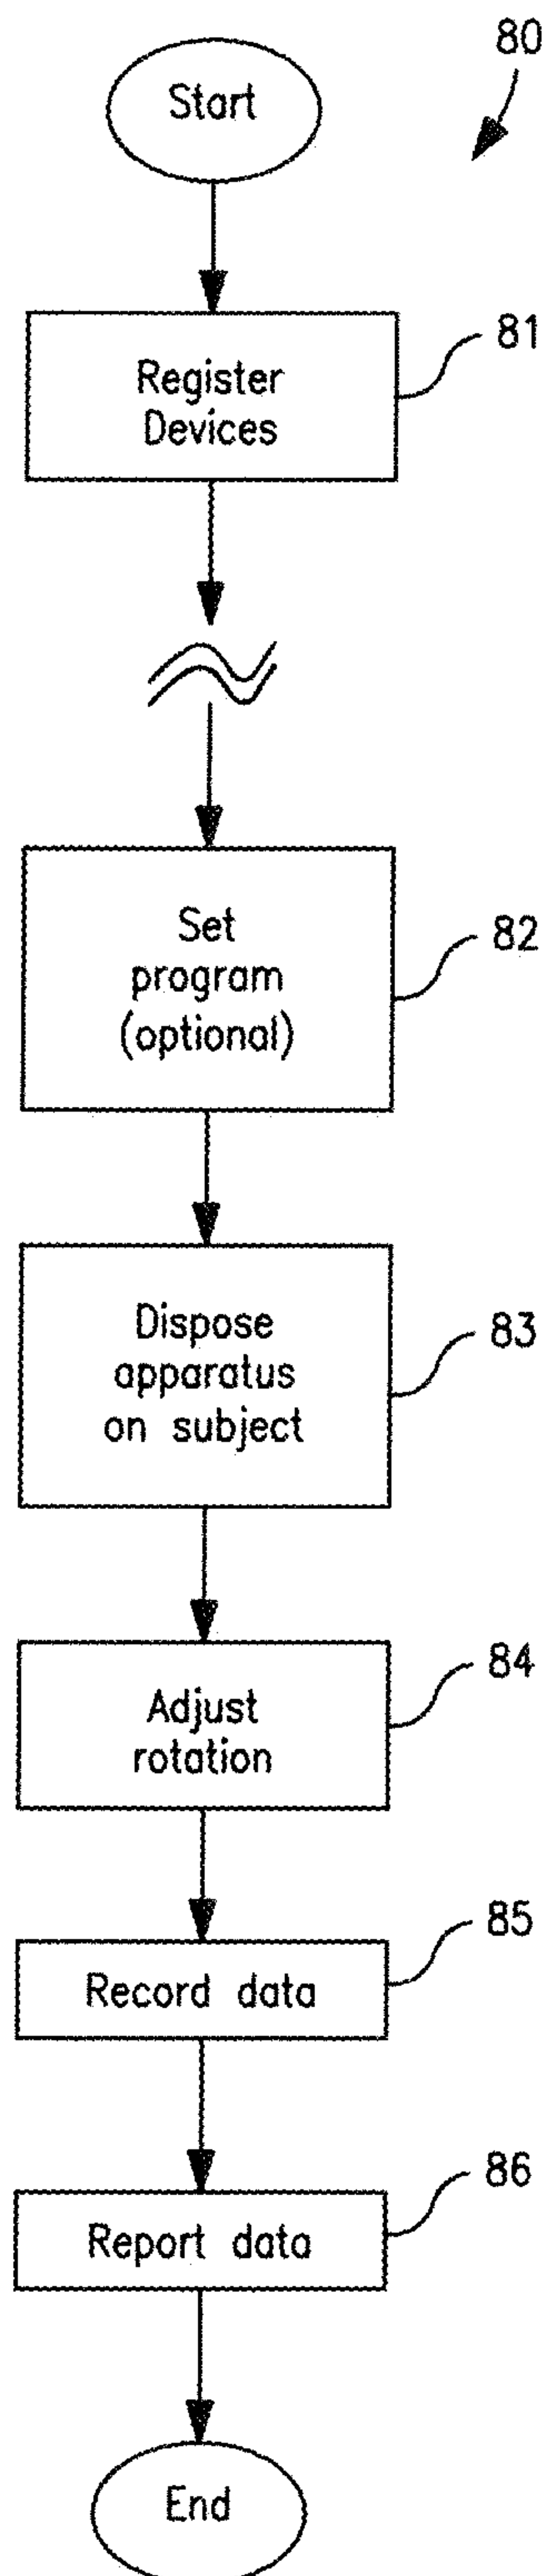 80
Start
81
Register
Devices
82
Set
program
(optional)
83
Dispose
apparatus
on subject
84
Adjust
rotation
85
Record data
86
Report data
End